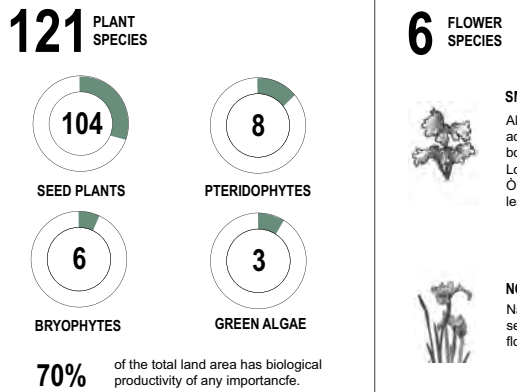 121 PLANT
SPECIES
104
SEED PLANTS
8
PTERIDOPHYTES
6
BRYOPHYTES
3
GREEN ALGAE
70% of the total land area has biological
productivity of any importancfe.
6 FLOWER
SPECIES